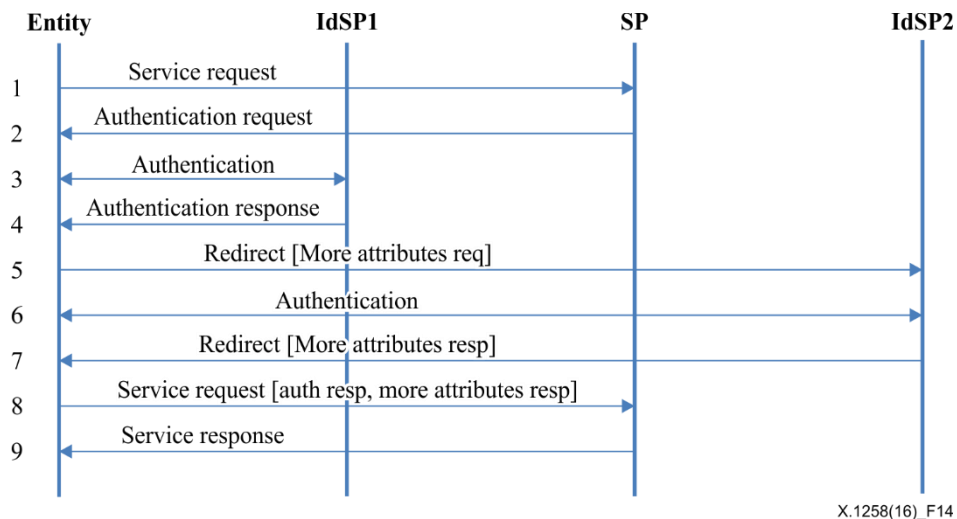 Entity IdSP1 SP IdSP2
1 Service request
2 Authentication request
3 Authentication
4 Authentication response
5 Redirect [More attributes req]
6 Authentication
7 Redirect [More attributes resp]
8 Service request [auth resp, more attributes resp]
9 Service response
X.1258(16)_F14